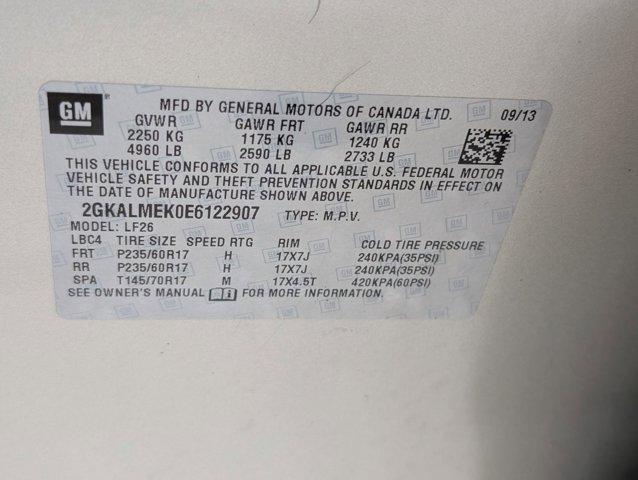 GM
MFD BY GENERAL MOTORS OF CANADA LTD. 09/13
GVWR GAWR FRT GAWR RR
2250 KG 1175 KG 1240 KG
4960 LB 2590 LB 2733 LB
THIS VEHICLE CONFORMS TO ALL APPLICABLE U.S. FEDERAL MOTOR
VEHICLE SAFETY AND THEFT PREVENTION STANDARDS IN EFFECT ON
THE DATE OF MANUFACTURE SHOWN ABOVE.
2GKALMEK0E6122907 TYPE: M.P.V.
MODEL: LF26
LBC4 TIRE SIZE SPEED RTG RIM COLD TIRE PRESSURE
FRT P235/60R17 H 17X7J 240KPA(35PSI)
RR P235/60R17 H 17X7J 240KPA(35PSI)
SPA T145/70R17 M 17X4.5T 420KPA(60PSI)
SEE OWNER'S MANUAL FOR MORE INFORMATION.